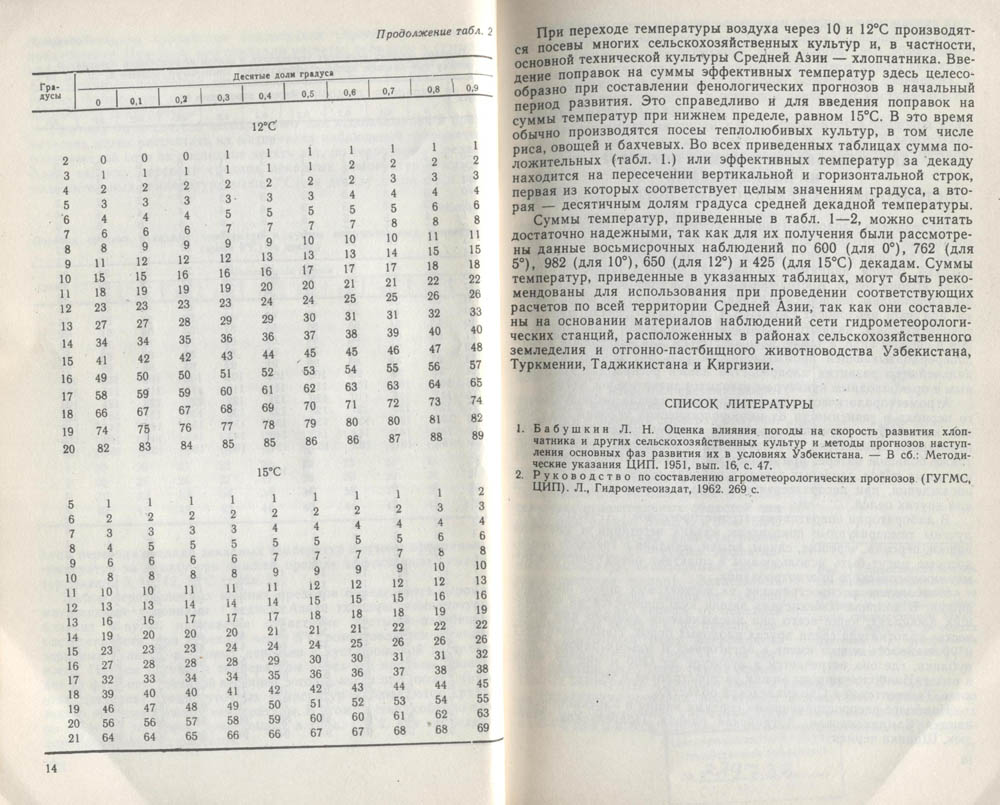 Продолжение табл. 2
Гра-
дусы
Десятые доли градуса
0 0,1 0,2 0,3 0,4 0,5 0,6 0,7 0,8 0,9
12°С
2 0 0 0 1 1 1 1 1 1 1
3 1 1 1 1 1 1 2 2 2 2
4 2 2 2 2 2 2 2 3 3 3
5 3 3 3 3 3 3 4 4 4 4
6 4 4 4 5 5 5 5 5 6 6
7 6 6 6 7 7 7 7 8 8 8
8 8 9 9 9 9 10 10 10 11 11
9 11 12 12 12 13 13 13 14 15 15
10 15 15 16 16 16 17 17 17 18 18
11 18 19 19 19 20 20 21 21 22 22
12 23 23 23 23 24 24 25 25 26 26
13 27 27 28 29 29 30 31 31 32 33
14 34 34 35 36 36 37 38 39 40 40
15 41 42 42 43 44 45 45 46 47 48
16 49 50 50 51 52 53 54 55 56 57
17 58 59 59 60 61 62 63 63 64 65
18 66 67 67 68 69 70 71 72 73 74
19 74 75 76 77 78 79 80 80 81 82
20 82 83 84 85 85 86 86 87 88 89
15°С
5 1 1 1 1 1 1 1 1 1 2
6 2 2 2 2 2 2 2 2 3 3
7 3 3 3 3 4 4 4 4 4 4
8 4 5 5 5 5 5 5 5 6 6
9 6 6 6 6 7 7 7 7 8 8
10 8 8 8 8 9 9 9 9 10 10
11 10 10 11 11 11 12 12 12 12 13
12 13 13 14 14 14 15 15 15 16 16
13 16 16 17 17 17 18 18 18 19 19
14 19 20 20 20 21 21 21 22 22 22
15 23 23 23 24 24 24 25 26 26 26
16 27 28 28 28 29 30 30 31 31 32
17 32 33 34 34 35 36 36 37 38 38
18 39 40 40 41 42 42 43 44 44 45
19 46 47 48 49 50 51 52 53 54 55
20 56 56 57 58 59 60 60 61 62 63
21 64 64 65 66 66 67 67 68 68 69
14
При переходе температуры воздуха через 10 и 12°С производят-
ся посевы многих сельскохозяйственных культур и, в частности,
основной технической культуры Средней Азии — хлопчатника. Вве-
дение поправок на суммы эффективных температур здесь целесо-
образно при составлении фенологических прогнозов в начальный
период развития. Это справедливо и для введения поправок на
суммы температур при нижнем пределе, равном 15°С. В это время
обычно производятся посеы теплолюбивых культур, в том числе
риса, овощей и бахчевых. Во всех приведенных таблицах сумма по-
ложительных (табл. 1.) или эффективных температур за декаду
находится на пересечении вертикальной и горизонтальной строк,
первая из которых соответствует целым значениям градуса, а вто-
рая — десятичным долям градуса средней декадной температуры.
Суммы температур, приведенные в табл. 1—2, можно считать
достаточно надежными, так как для их получения были рассмотре-
ны данные восьмисрочных наблюдений по 600 (для 0°), 762 (для
5°), 982 (для 10°), 650 (для 12°) и 425 (для 15°С) декадам. Суммы
температур, приведенные в указанных таблицах, могут быть реко-
мендованы для использования при проведении соответствующих
расчетов по всей территории Средней Азии, так как они составле-
ны на основании материалов наблюдений сети гидрометеорологи-
ческих станций, расположенных в районах сельскохозяйственного
земледелия и отгонно-пастбищного животноводства Узбекистана,
Туркмении, Таджикистана и Киргизии.
СПИСОК ЛИТЕРАТУРЫ
1. Бабушкин Л. Н. Оценка влияния погоды на скорость развития хлоп-
чатника и других сельскохозяйственных культур и методы прогнозов наступ-
ления основных фаз развития их в условиях Узбекистана. — В сб.: Методи-
ческие указания ЦИП. 1951, вып. 16, с. 47.
2. Руководство по составлению агрометеорологических прогнозов (ГУГМС,
ЦИП). Л., Гидрометеоиздат, 1962. 269 с.